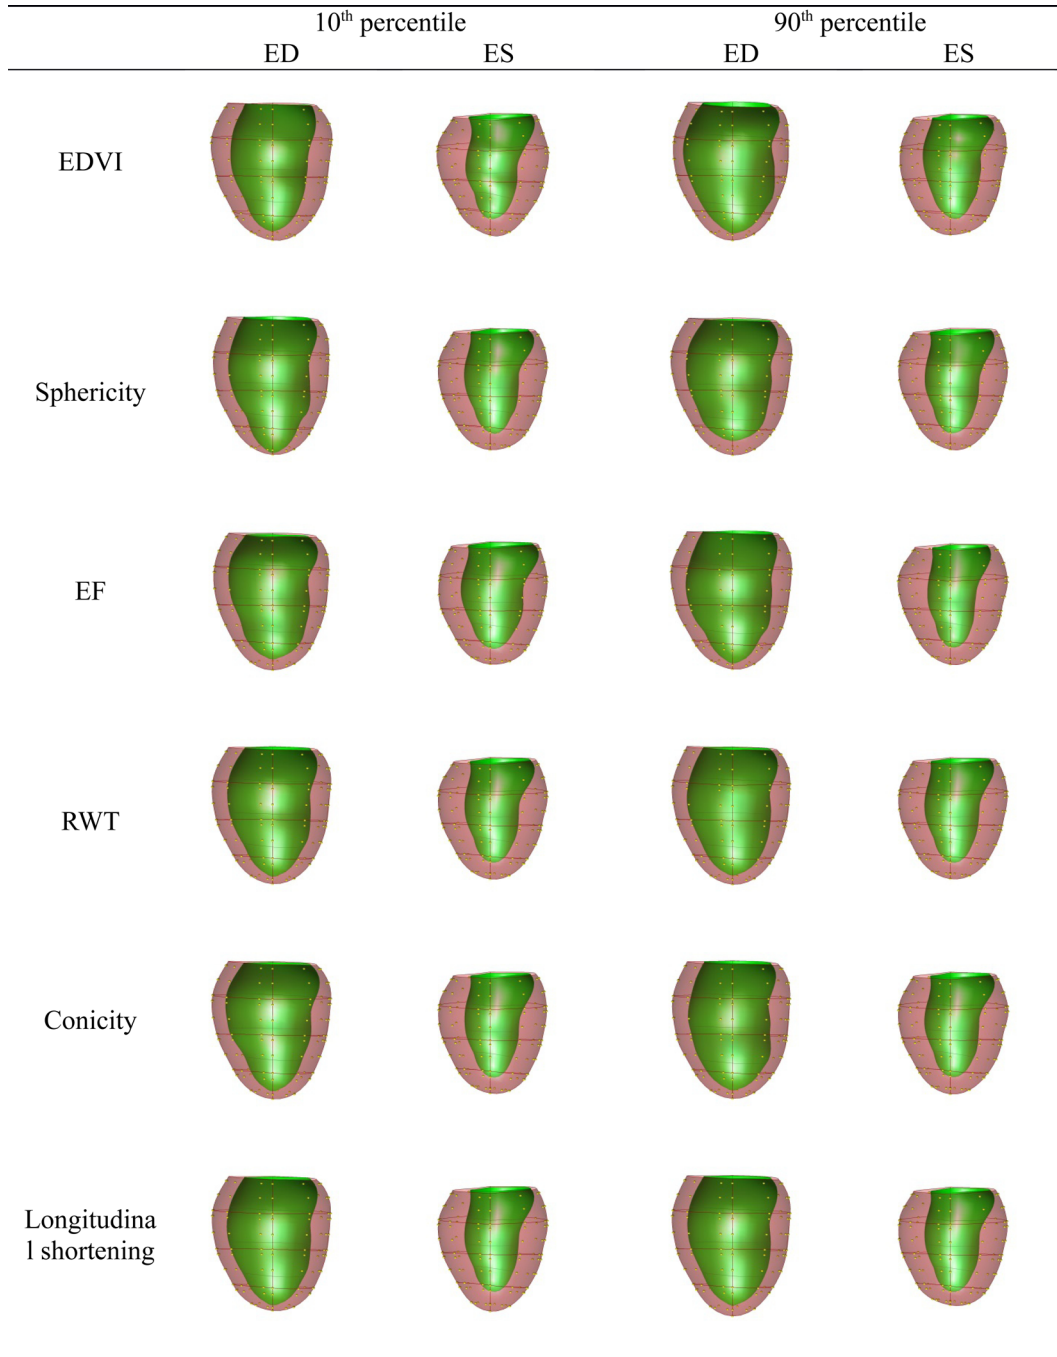 10th percentile 90th percentile
ED ES ED ES
EDVI
Sphericity
EF
RWT
Conicity
Longitudina
l shortening